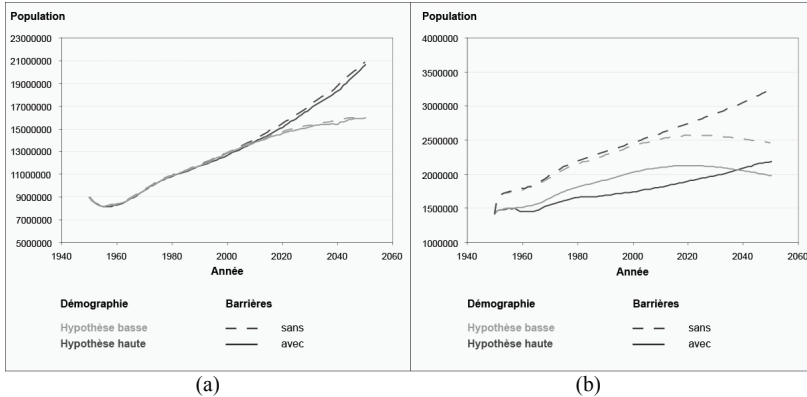 Population
23000000
21000000
19000000
17000000
15000000
13000000
11000000
9000000
7000000
5000000
1940 1960 1980 2000 2020 2040 2060
Année
Démographie Barrières
Hypothèse basse sans
Hypothèse haute avec
(a)
Population
4000000
3500000
3000000
2500000
2000000
1500000
1000000
1940 1960 1980 2000 2020 2040 2060
Année
Démographie Barrières
Hypothèse basse sans
Hypothèse haute avec
(b)